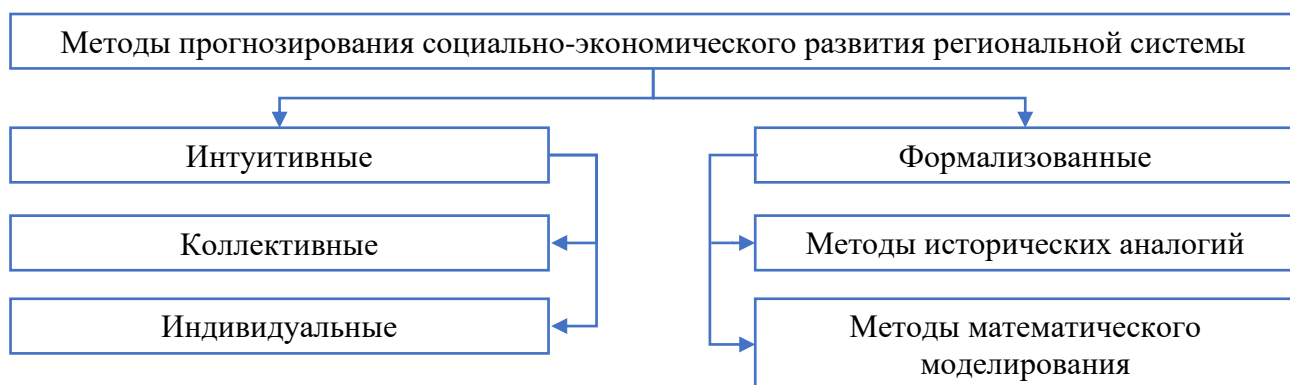 Методы прогнозирования социально-экономического развития региональной системы
Интуитивные
Формализованные
Коллективные
Методы исторических аналогий
Индивидуальные
Методы математического
моделирования